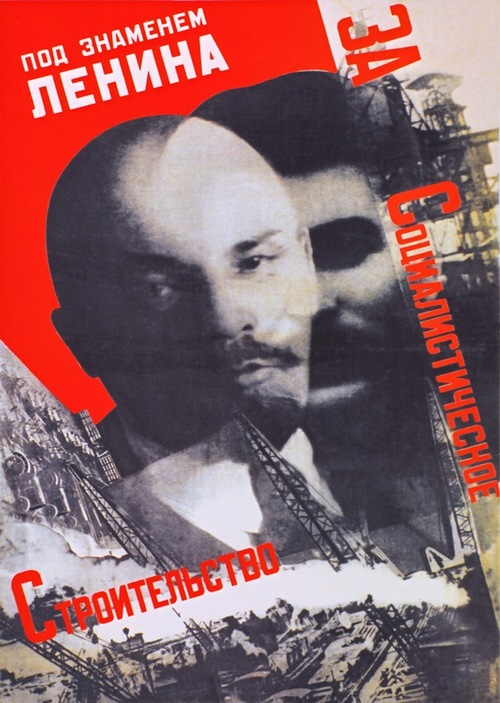 ПОД ЗНАМЕНЕМ
ЛЕНИНА
ЗА
СОЦИАЛИСТИЧЕСКОЕ
СТРОИТЕЛЬСТВО